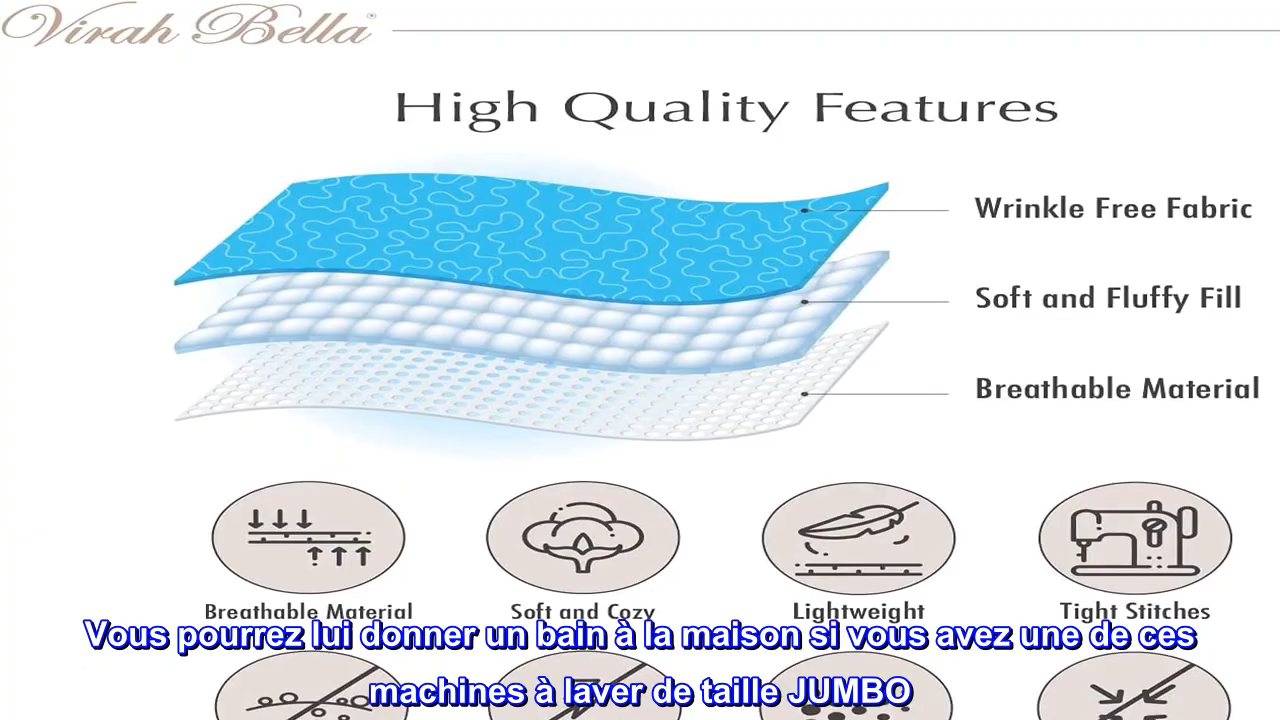 Virah Bella®
High Quality Features
Wrinkle Free Fabric
Soft and Fluffy Fill
Breathable Material
Breathable Material
Soft and Cozy
Lightweight
Tight Stitches
Vous pourrez lui donner un bain à la maison si vous avez une de ces
machines à laver de taille JUMBO